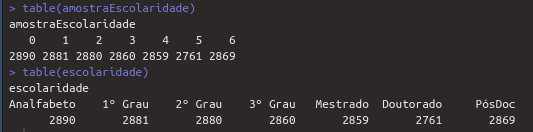 > table(amostraEscolaridade)
amostraEscolaridade
0 1 2 3 4 5 6
2890 2881 2880 2860 2859 2761 2869
> table(escolaridade)
escolaridade
Analfabeto 1º Grau 2º Grau 3º Grau Mestrado Doutorado PósDoc
2890 2881 2880 2860 2859 2761 2869